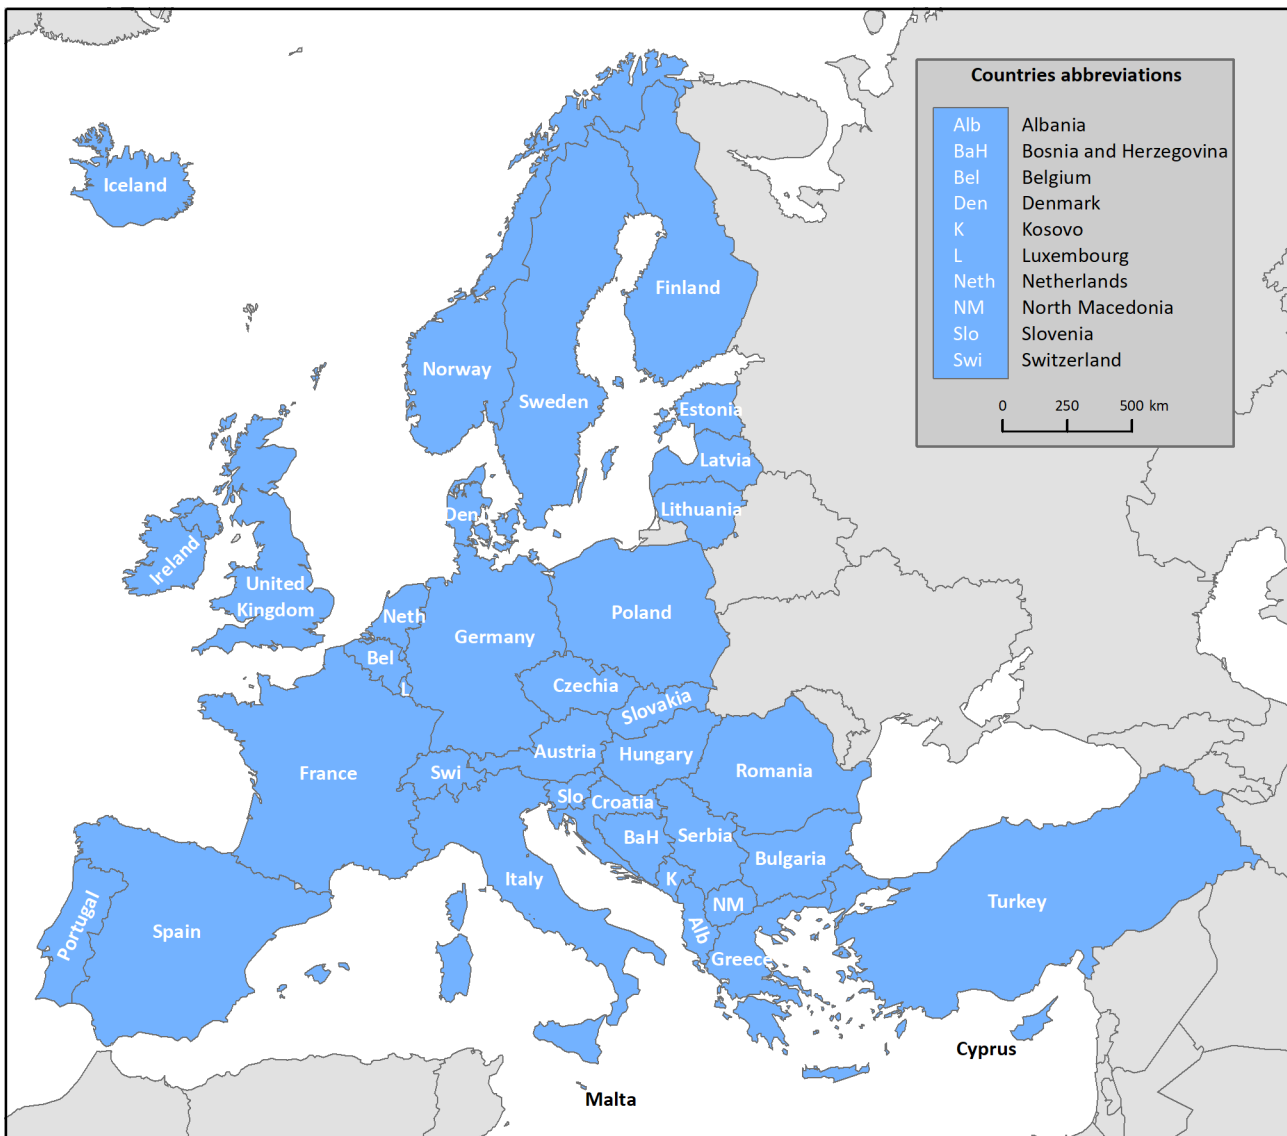 Countries abbreviations
Alb Albania
BaH Bosnia and Herzegovina
Bel Belgium
Den Denmark
K Kosovo
L Luxembourg
Neth Netherlands
NM North Macedonia
Slo Slovenia
Swi Switzerland
0 250 500 km
Iceland
Finland
Norway
Sweden
Estonia
Latvia
Lithuania
Den
Ireland
United
Kingdom
Neth
Poland
Germany
Bel
L
Czechia
Slovakia
Austria
Hungary
France
Swi
Romania
Slo
Croatia
BaH
Serbia
Bulgaria
Italy
K
NM
Turkey
Portugal
Spain
Alb
Greece
Cyprus
Malta